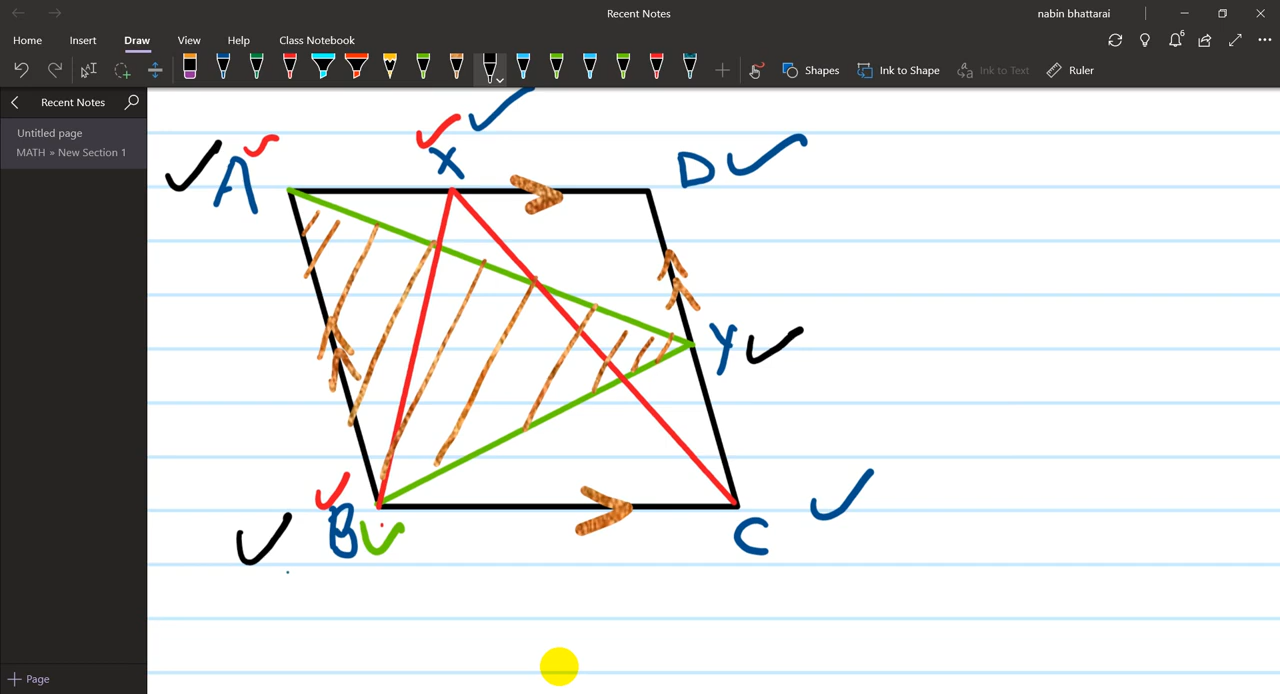 Recent Notes
nabin bhattarai
Home Insert Draw View Help Class Notebook
6
Shapes Ink to Shape Ink to Text Ruler
Recent Notes
Untitled page
MATH » New Section 1
X
A D
Y
B C
Page